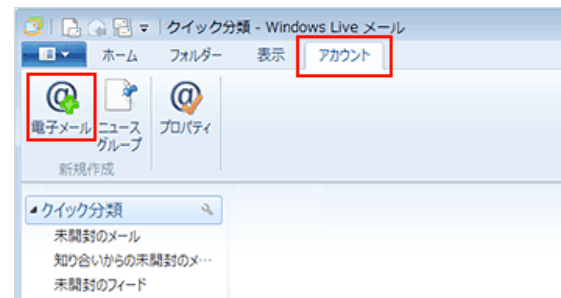 クイック分類 - Windows Live メール
ホーム フォルダー 表示 アカウント
電子メール ニュース グループ プロパティ
新規作成
クイック分類
未開封のメール
知り合いからの未開封のメ…
未開封のフィード